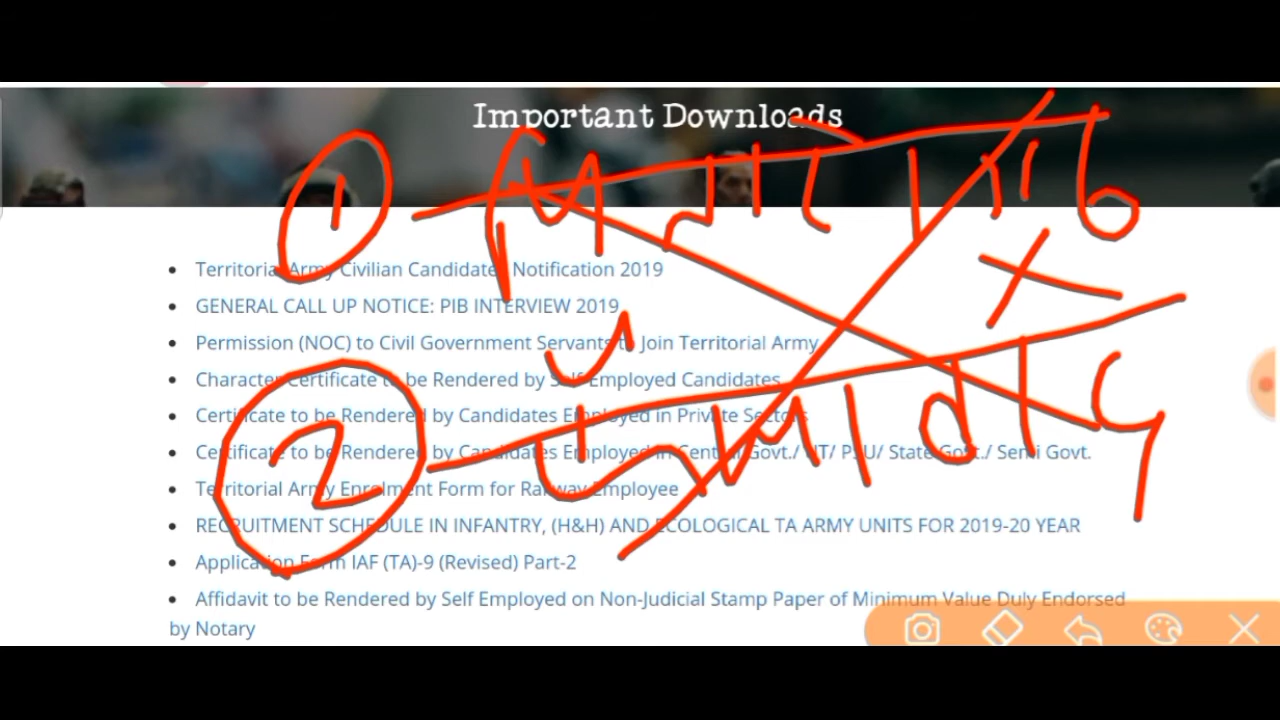 Important Downloads
①
• Territorial Army Civilian Candidates Notification 2019
• GENERAL CALL UP NOTICE: PIB INTERVIEW 2019
• Permission (NOC) to Civil Government Servants to Join Territorial Army
• Character Certificate to be Rendered by Self Employed Candidates
②
• Certificate to be Rendered by Candidates Employed in Private Sectors
• Certificate to be Rendered by Candidates Employed in Central Govt./ UT/ PSU/ State Govt./ Semi Govt.
• Territorial Army Enrolment Form for Railway Employee
• RECRUITMENT SCHEDULE IN INFANTRY, (H&H) AND ECOLOGICAL TA ARMY UNITS FOR 2019-20 YEAR
• Application Form IAF (TA)-9 (Revised) Part-2
• Affidavit to be Rendered by Self Employed on Non-Judicial Stamp Paper of Minimum Value Duly Endorsed
by Notary